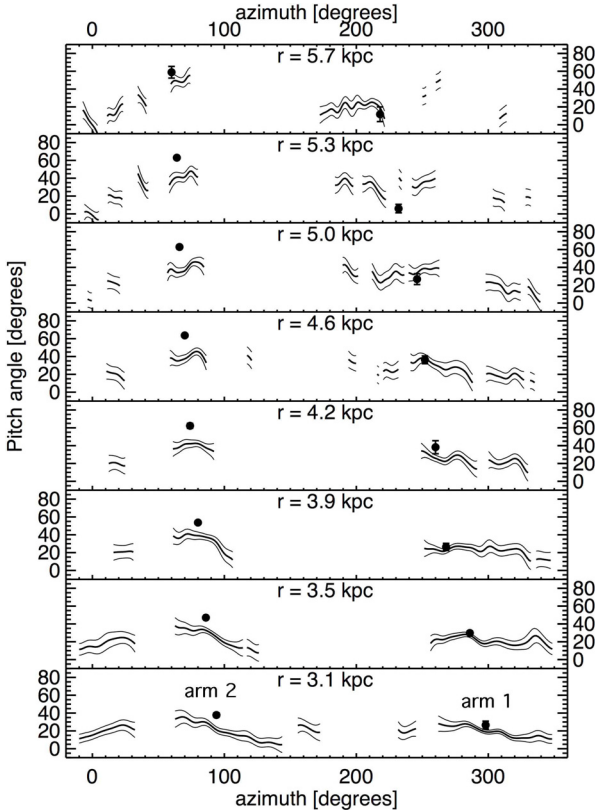 azimuth [degrees]
0 100 200 300
r = 5.7 kpc
80
60
40
20
0
80
60
40
20
0
r = 5.3 kpc
r = 5.0 kpc
80
60
40
20
0
Pitch angle [degrees]
80
60
40
20
0
r = 4.6 kpc
r = 4.2 kpc
80
60
40
20
0
80
60
40
20
0
r = 3.9 kpc
r = 3.5 kpc
80
60
40
20
0
80
60
40
20
0
r = 3.1 kpc
arm 2
arm 1
0 100 200 300
azimuth [degrees]